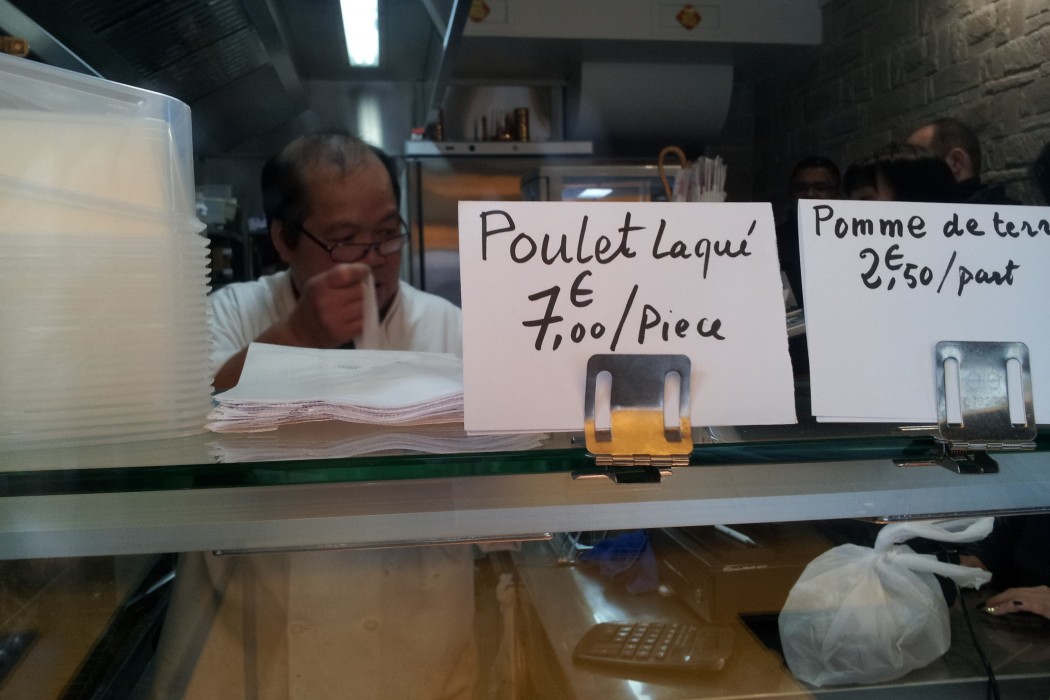 Poulet Laqué
7,00€/Piece
Pomme de terr
2,50€/part